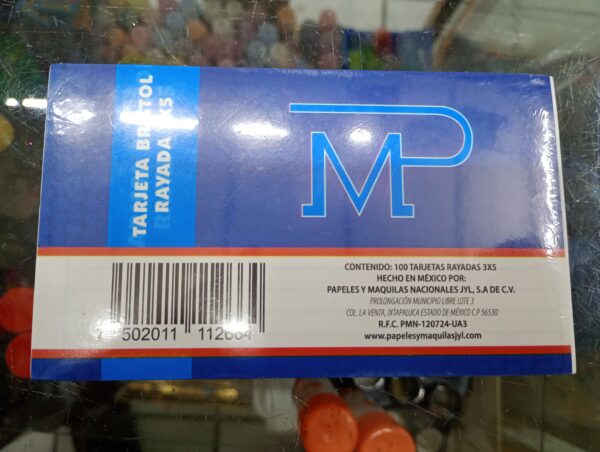 TARJETA BRISTOL
RAYADA 3X5
MP
CONTENIDO: 100 TARJETAS RAYADAS 3X5
HECHO EN MÉXICO POR:
PAPELES Y MAQUILAS NACIONALES JYL, S.A DE C.V.
PROLONGACIÓN MUNICIPIO LIBRE LOTE 3
COL. LA VENTA, IXTAPALUCA ESTADO DE MÉXICO C.P 56530
R.F.C. PMN-120724-UA3
www.papelesymaquilasjyl.com
502011 112664